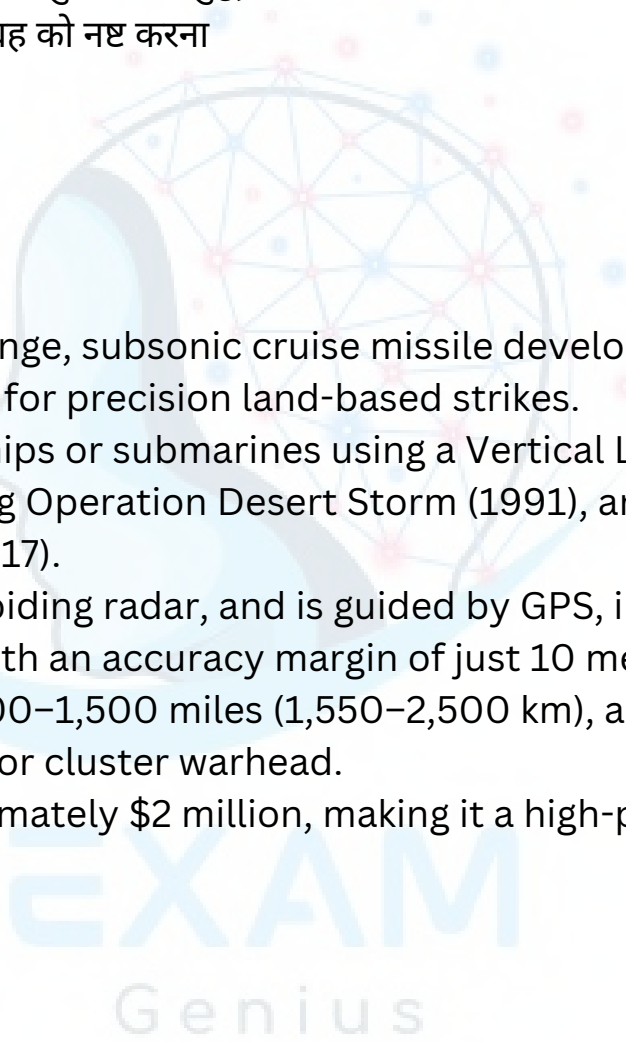 को नष्ट करना
nge, subsonic cruise missile develo
for precision land-based strikes.
ips or submarines using a Vertical L
g Operation Desert Storm (1991), ar
17).
oiding radar, and is guided by GPS, i
th an accuracy margin of just 10 me
00–1,500 miles (1,550–2,500 km), a
or cluster warhead.
mately $2 million, making it a high-p
EXAM
Genius